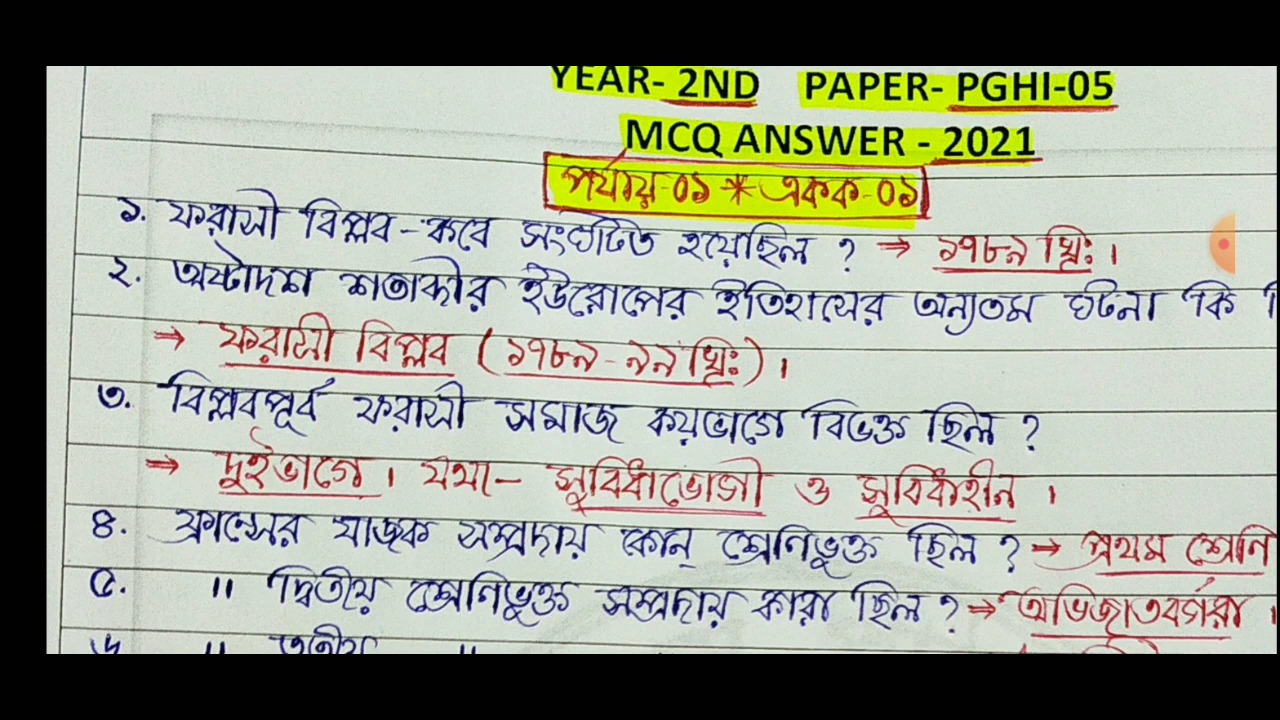 YEAR- 2ND PAPER- PGHI-05
MCQ ANSWER - 2021
পর্যায়-০১ * একক-০১
১. ফরাসী বিপ্লব - কবে সংঘটিত হয়েছিল ? → ১৭৮৯ খ্রিঃ।
২. অষ্টাদশ শতাব্দীর ইউরোপের ইতিহাসের অন্যতম ঘটনা কি
→ ফরাসী বিপ্লব (১৭৮৯-৯৯ খ্রিঃ)।
৩. বিপ্লবপূর্ব ফরাসী সমাজ কয়ভাগে বিভক্ত ছিল ?
→ দুইভাগে। যথা- সুবিধাভোগী ও সুবিধাহীন।
৪. ফ্রান্সের যাজক সম্প্রদায় কোন্ শ্রেণিভুক্ত ছিল ? → প্রথম শ্রেণি
৫. " দ্বিতীয় শ্রেণিভুক্ত সম্প্রদায় কারা ছিল ? → অভিজাতবর্গরা।
৬. " তৃতীয় "